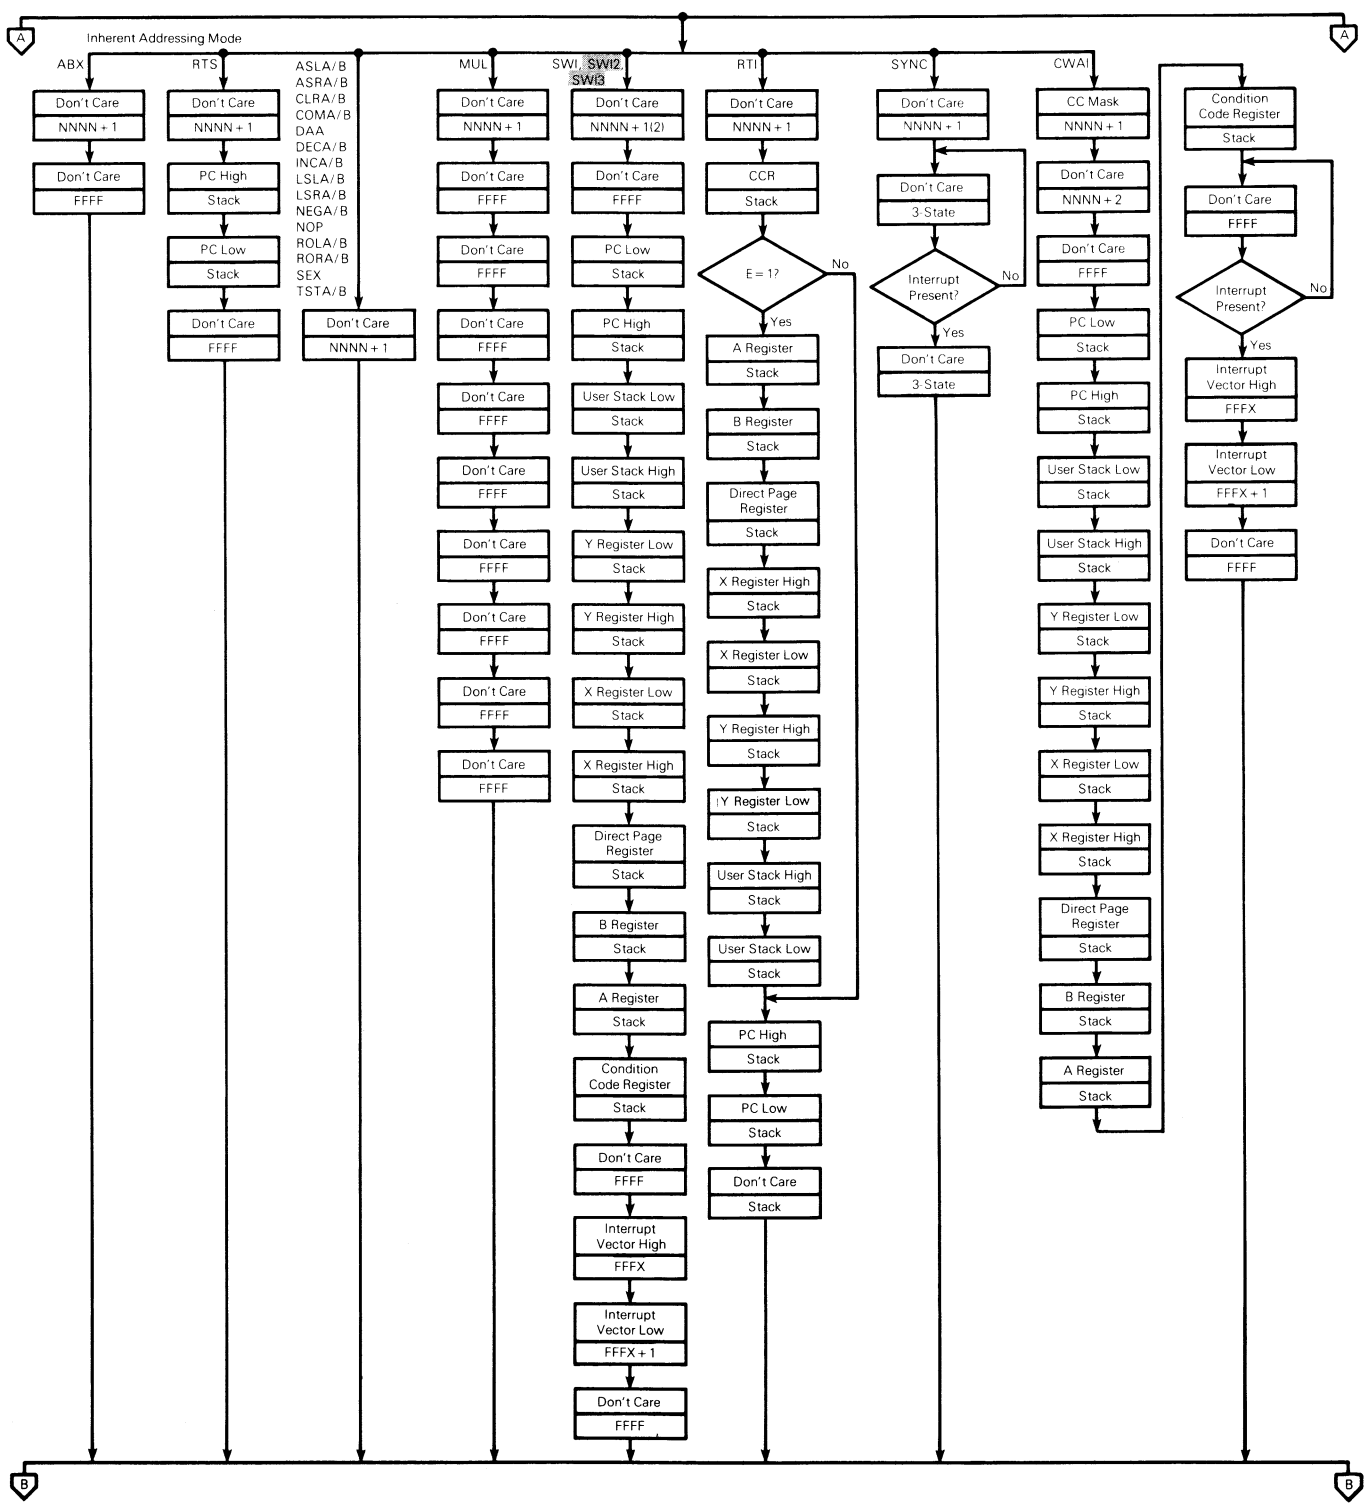 A
A
Inherent Addressing Mode
ABX
Don't Care
NNNN + 1
Don't Care
FFFF
RTS
Don't Care
NNNN + 1
PC High
Stack
PC Low
Stack
Don't Care
FFFF
ASLA/B
ASRA/B
CLRA/B
COMA/B
DAA
DECA/B
INCA/B
LSLA/B
LSRA/B
NEGA/B
NOP
ROLA/B
RORA/B
SEX
TSTA/B
Don't Care
NNNN + 1
MUL
Don't Care
NNNN + 1
Don't Care
FFFF
Don't Care
FFFF
Don't Care
FFFF
Don't Care
FFFF
Don't Care
FFFF
Don't Care
FFFF
Don't Care
FFFF
Don't Care
FFFF
Don't Care
FFFF
SWI, SWI2,
SWI3
Don't Care
NNNN + 1(2)
Don't Care
FFFF
PC Low
Stack
PC High
Stack
User Stack Low
Stack
User Stack High
Stack
Y Register Low
Stack
Y Register High
Stack
X Register Low
Stack
X Register High
Stack
Direct Page
Register
Stack
B Register
Stack
A Register
Stack
Condition
Code Register
Stack
Don't Care
FFFF
Interrupt
Vector High
FFFX
Interrupt
Vector Low
FFFX + 1
Don't Care
FFFF
RTI
Don't Care
NNNN + 1
CCR
Stack
E = 1?
No
Yes
A Register
Stack
B Register
Stack
Direct Page
Register
Stack
X Register High
Stack
X Register Low
Stack
Y Register High
Stack
Y Register Low
Stack
User Stack High
Stack
User Stack Low
Stack
PC High
Stack
PC Low
Stack
Don't Care
Stack
SYNC
Don't Care
NNNN + 1
Don't Care
3-State
Interrupt
Present?
No
Yes
Don't Care
3-State
CWAI
CC Mask
NNNN + 1
Don't Care
NNNN + 2
Don't Care
FFFF
PC Low
Stack
PC High
Stack
User Stack Low
Stack
User Stack High
Stack
Y Register Low
Stack
Y Register High
Stack
X Register Low
Stack
X Register High
Stack
Direct Page
Register
Stack
B Register
Stack
A Register
Stack
Condition
Code Register
Stack
Don't Care
FFFF
Interrupt
Present?
No
Yes
Interrupt
Vector High
FFFX
Interrupt
Vector Low
FFFX + 1
Don't Care
FFFF
B
B